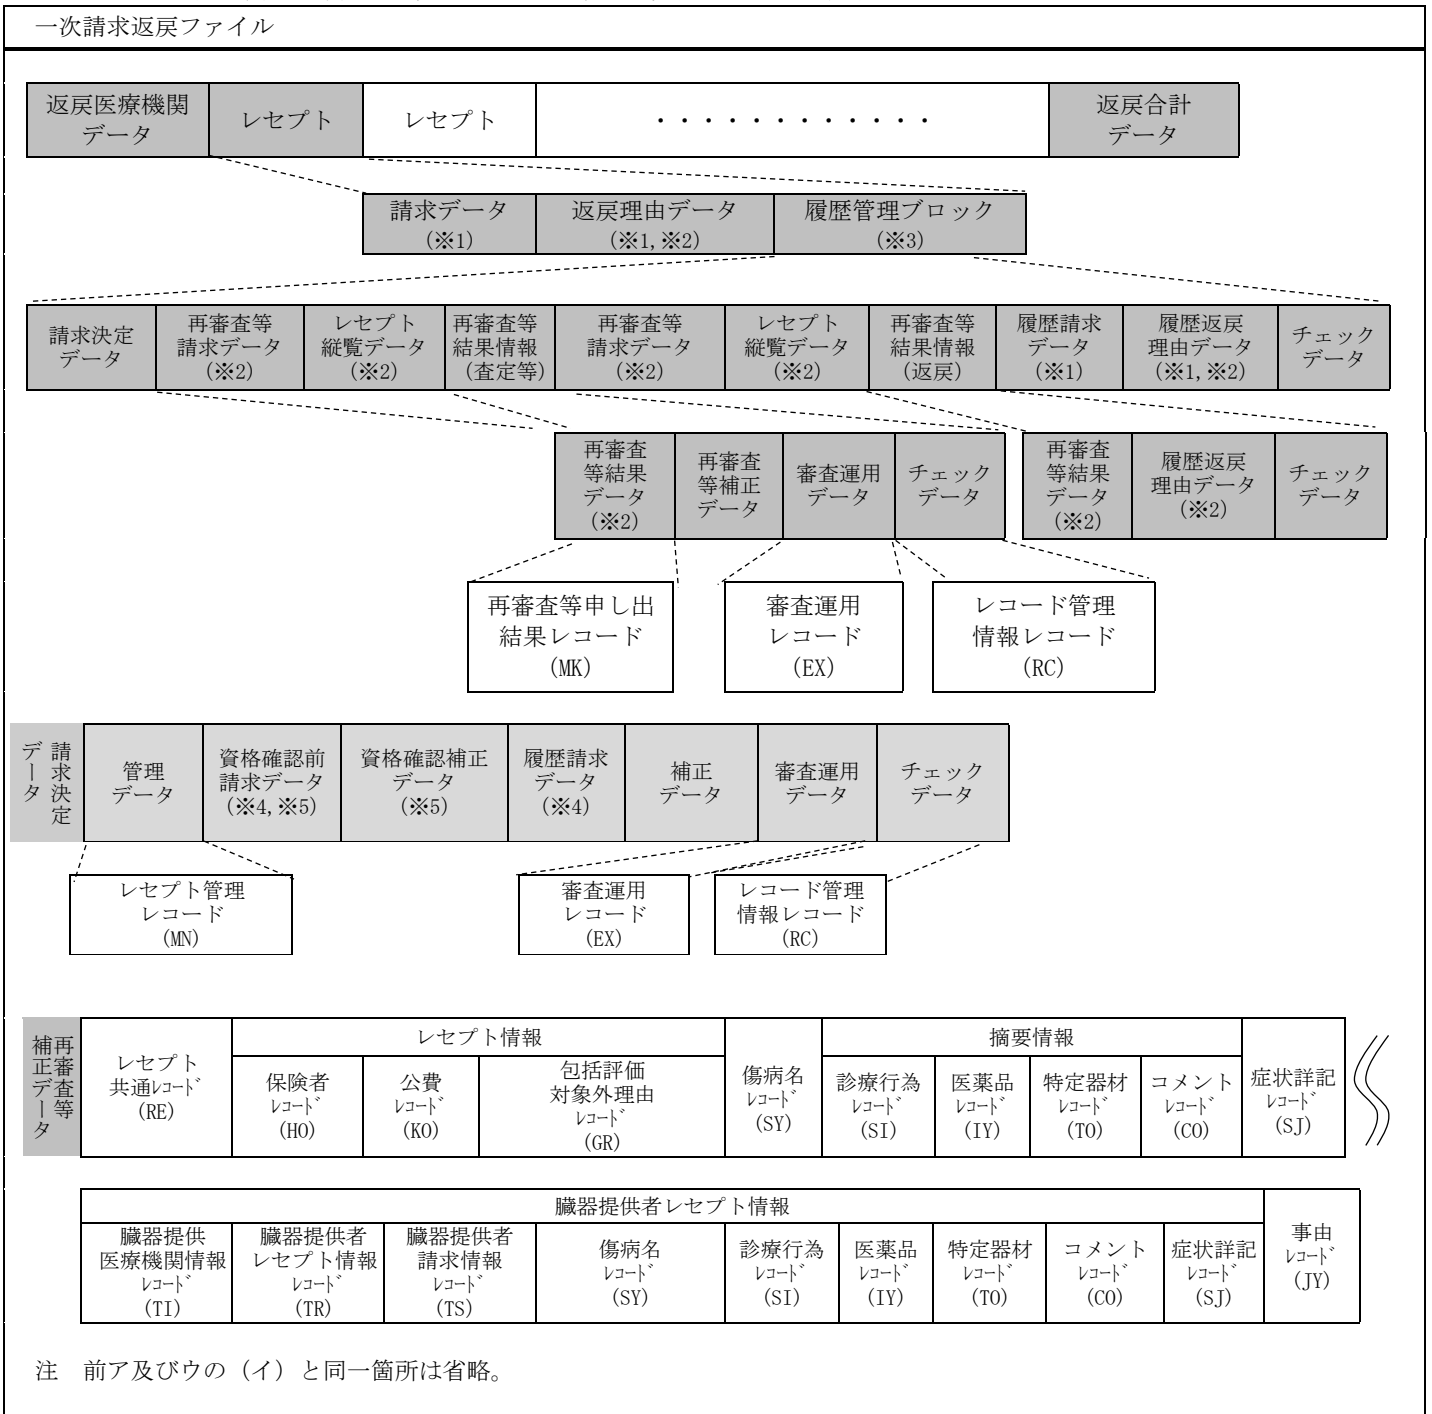 一次請求返戻ファイル
返戻医療機関
データ
レセプト
レセプト
・・・・・・・・・・・・
返戻合計
データ
請求データ
(※1)
返戻理由データ
(※1,※2)
履歴管理ブロック
(※3)
請求決定
データ
再審査等
請求データ
(※2)
レセプト
縦覧データ
(※2)
再審査等
結果情報
(査定等)
再審査等
請求データ
(※2)
レセプト
縦覧データ
(※2)
再審査等
結果情報
(返戻)
履歴請求
データ
(※1)
履歴返戻
理由データ
(※1,※2)
チェック
データ
再審査
等結果
データ
(※2)
再審査
等補正
データ
審査運用
データ
チェック
データ
再審査
等結果
データ
(※2)
履歴返戻
理由データ
(※2)
チェック
データ
再審査等申し出
結果レコード
(MK)
審査運用
レコード
(EX)
レコード管理
情報レコード
(RC)
請求決定
データ
管理
データ
資格確認前
請求データ
(※4,※5)
資格確認補正
データ
(※5)
履歴請求
データ
(※4)
補正
データ
審査運用
データ
チェック
データ
レセプト管理
レコード
(MN)
審査運用
レコード
(EX)
レコード管理
情報レコード
(RC)
再審査等
補正データ
レセプト
共通ﾚｺｰﾄﾞ
(RE)
レセプト情報
保険者
ﾚｺｰﾄﾞ
(HO)
公費
ﾚｺｰﾄﾞ
(KO)
包括評価
対象外理由
ﾚｺｰﾄﾞ
(GR)
傷病名
ﾚｺｰﾄﾞ
(SY)
摘要情報
診療行為
ﾚｺｰﾄﾞ
(SI)
医薬品
ﾚｺｰﾄﾞ
(IY)
特定器材
ﾚｺｰﾄﾞ
(TO)
コメント
ﾚｺｰﾄﾞ
(CO)
症状詳記
ﾚｺｰﾄﾞ
(SJ)
臓器提供者レセプト情報
臓器提供
医療機関情報
ﾚｺｰﾄﾞ
(TI)
臓器提供者
レセプト情報
ﾚｺｰﾄﾞ
(TR)
臓器提供者
請求情報
ﾚｺｰﾄﾞ
(TS)
傷病名
ﾚｺｰﾄﾞ
(SY)
診療行為
ﾚｺｰﾄﾞ
(SI)
医薬品
ﾚｺｰﾄﾞ
(IY)
特定器材
ﾚｺｰﾄﾞ
(TO)
コメント
ﾚｺｰﾄﾞ
(CO)
症状詳記
ﾚｺｰﾄﾞ
(SJ)
事由
ﾚｺｰﾄﾞ
(JY)
注　前ア及びウの（イ）と同一箇所は省略。